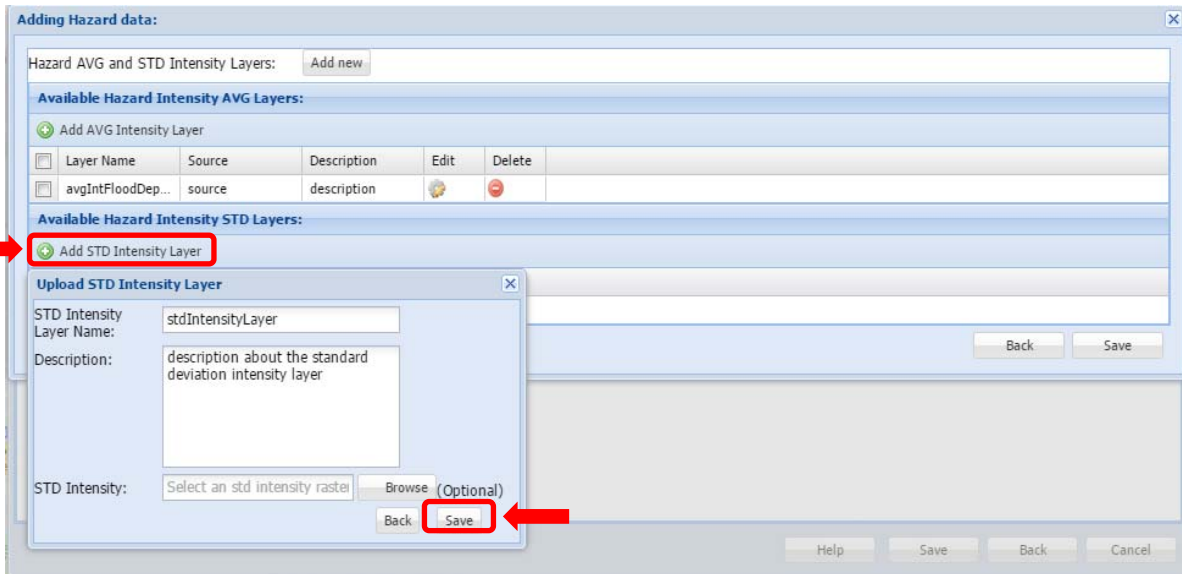 Adding Hazard data:
Hazard AVG and STD Intensity Layers: Add new
Available Hazard Intensity AVG Layers:
Add AVG Intensity Layer
Layer Name Source Description Edit Delete
avgIntFloodDep... source description
Available Hazard Intensity STD Layers:
Add STD Intensity Layer
Upload STD Intensity Layer
STD Intensity
Layer Name:
stdIntensityLayer
Description:
description about the standard
deviation intensity layer
STD Intensity: Select an std intensity raster Browse (Optional)
Back Save
Back Save
Help Save Back Cancel